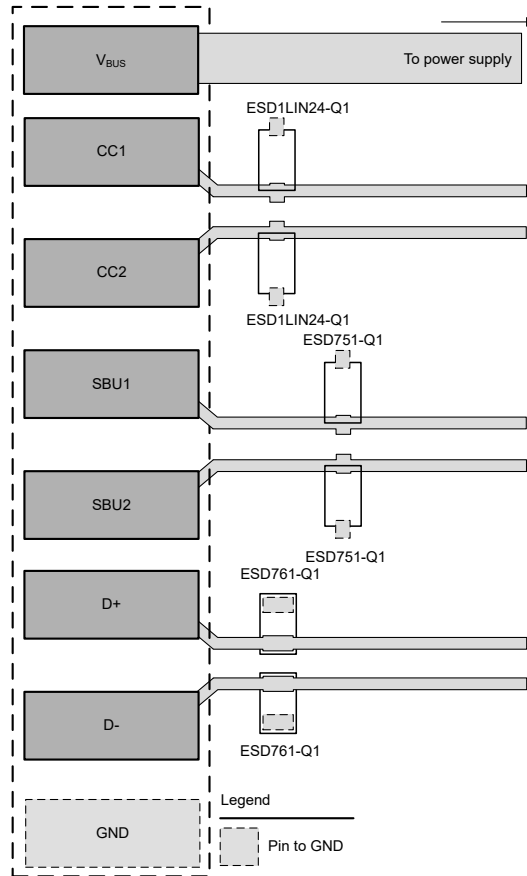 V_BUS
To power supply
ESD1LIN24-Q1
CC1
CC2
ESD1LIN24-Q1
ESD751-Q1
SBU1
SBU2
ESD751-Q1
ESD761-Q1
D+
D-
ESD761-Q1
Legend
GND
Pin to GND